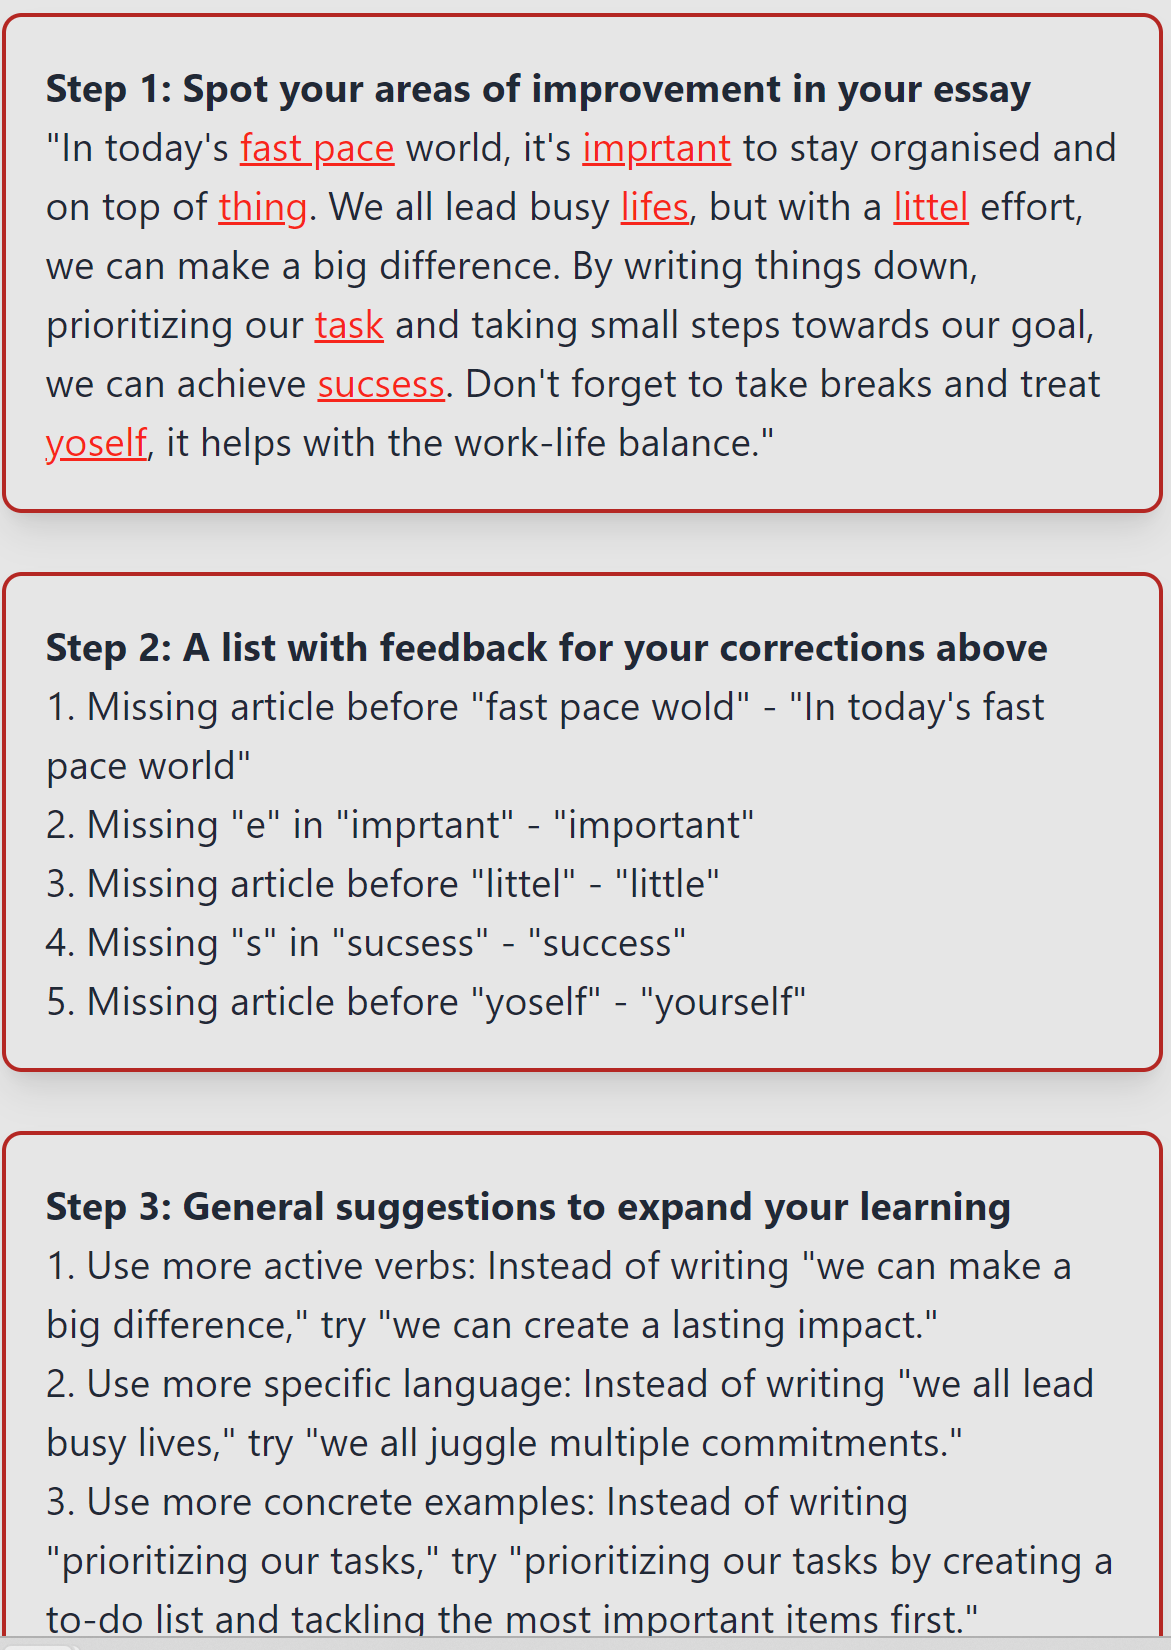 Step 1: Spot your areas of improvement in your essay
"In today's fast pace world, it's imprtant to stay organised and
on top of thing. We all lead busy lifes, but with a littel effort,
we can make a big difference. By writing things down,
prioritizing our task and taking small steps towards our goal,
we can achieve sucsess. Don't forget to take breaks and treat
yoself, it helps with the work-life balance."
Step 2: A list with feedback for your corrections above
1. Missing article before "fast pace wold" - "In today's fast
pace world"
2. Missing "e" in "imprtant" - "important"
3. Missing article before "littel" - "little"
4. Missing "s" in "sucsess" - "success"
5. Missing article before "yoself" - "yourself"
Step 3: General suggestions to expand your learning
1. Use more active verbs: Instead of writing "we can make a
big difference," try "we can create a lasting impact."
2. Use more specific language: Instead of writing "we all lead
busy lives," try "we all juggle multiple commitments."
3. Use more concrete examples: Instead of writing
"prioritizing our tasks," try "prioritizing our tasks by creating a
to-do list and tackling the most important items first."